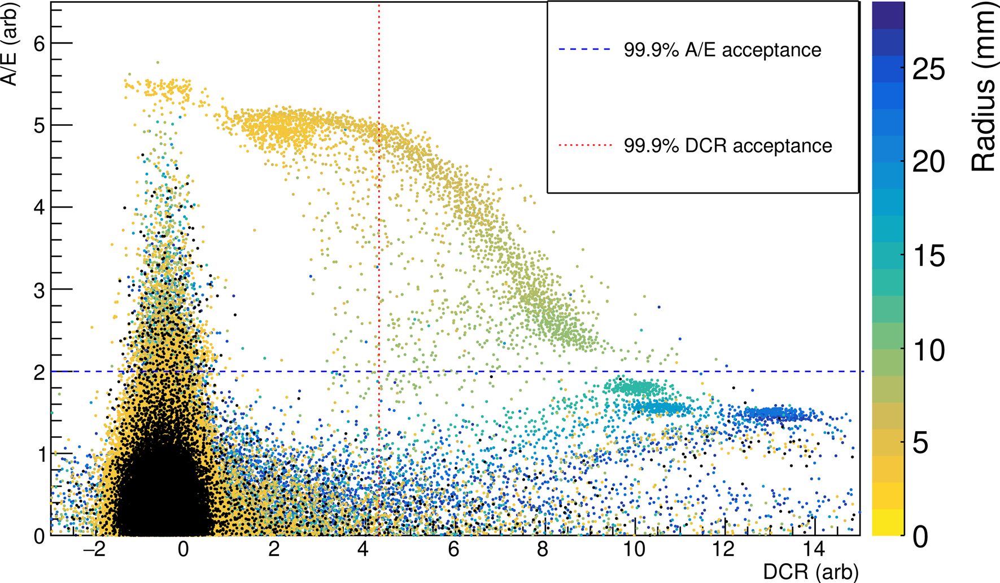 A/E (arb)
6
5
4
3
2
1
0
−2 0 2 4 6 8 10 12 14
DCR (arb)
99.9% A/E acceptance
99.9% DCR acceptance
Radius (mm)
25
20
15
10
5
0